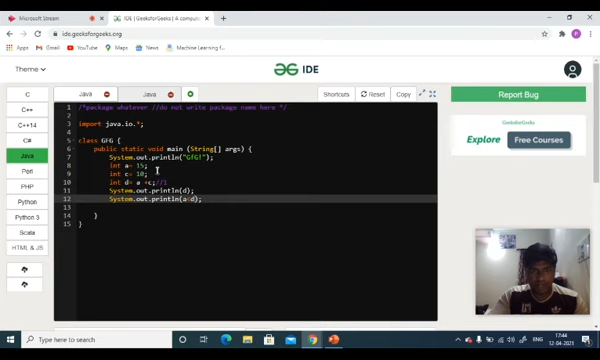 Microsoft Stream
IDE - GeeksforGeeks | A compute
ide.geeksforgeeks.org
Apps
Gmail
YouTube
Maps
News
Machine Learning f...
Theme
IDE
Report Bug
Java
Java
Shortcuts
Reset
Copy
GeeksforGeeks
Explore
Free Courses
C
C++
C++14
C#
Java
Perl
PHP
Python
Python 3
Scala
HTML & JS
1 /*package whatever //do not write package name here */
2
3 import java.io.*;
4
5 class GFG {
6 public static void main (String[] args) {
7 System.out.println("GfG!");
8 int a= 15;
9 int c= 10;
10 int d= a
11 System.out.println(d);
12 System.out.println(
13
14 }
15 }
Type here to search
ENG
17:44
12-04-2021